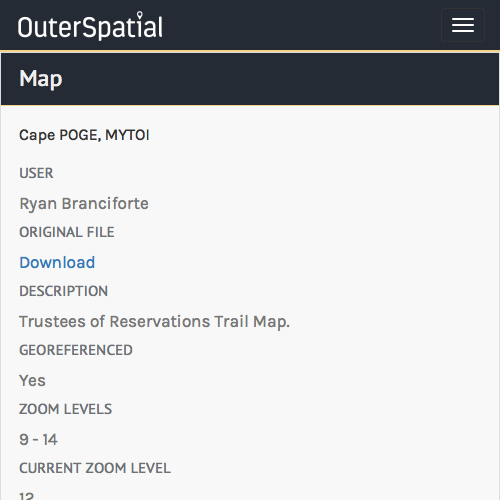 OuterSpatial
Map
Cape POGE, MYTOI
USER
Ryan Branciforte
ORIGINAL FILE
Download
DESCRIPTION
Trustees of Reservations Trail Map.
GEOREFERENCED
Yes
ZOOM LEVELS
9 - 14
CURRENT ZOOM LEVEL
12